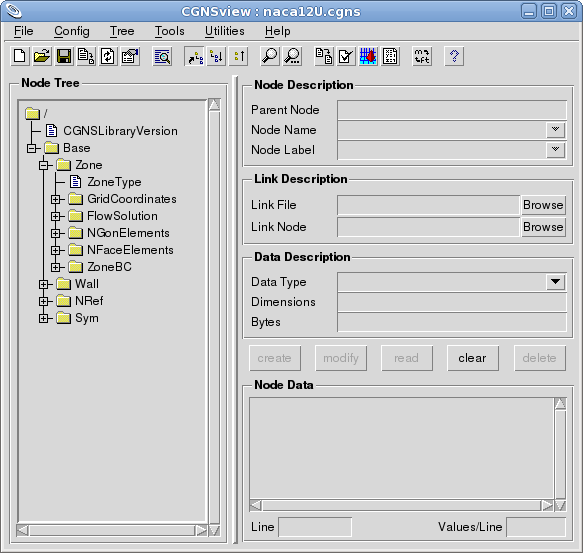 CGNSview : naca12U.cgns
File Config Tree Tools Utilities Help
Node Tree
/
CGNSLibraryVersion
Base
Zone
ZoneType
GridCoordinates
FlowSolution
NGonElements
NFaceElements
ZoneBC
Wall
NRef
Sym
Node Description
Parent Node
Node Name
Node Label
Link Description
Link File Browse
Link Node Browse
Data Description
Data Type
Dimensions
Bytes
create modify read clear delete
Node Data
Line Values/Line